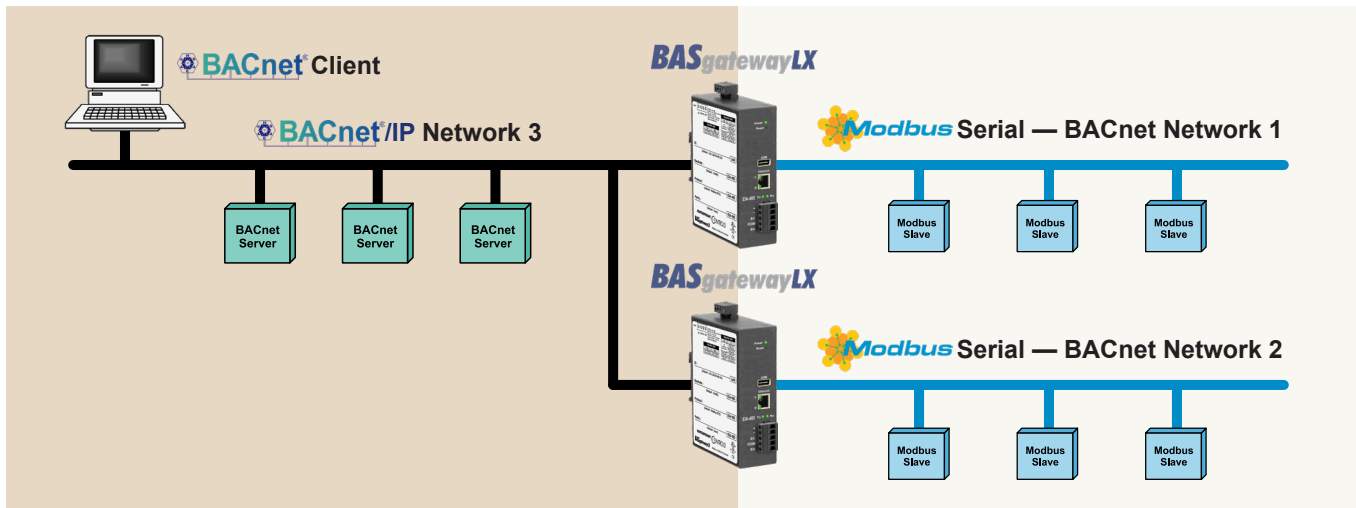 BACnet® Client
BACnet®/IP Network 3
BASgatewayLX
Modbus Serial — BACnet Network 1
BACnet
Server
BACnet
Server
BACnet
Server
Modbus
Slave
Modbus
Slave
Modbus
Slave
BASgatewayLX
Modbus Serial — BACnet Network 2
Modbus
Slave
Modbus
Slave
Modbus
Slave